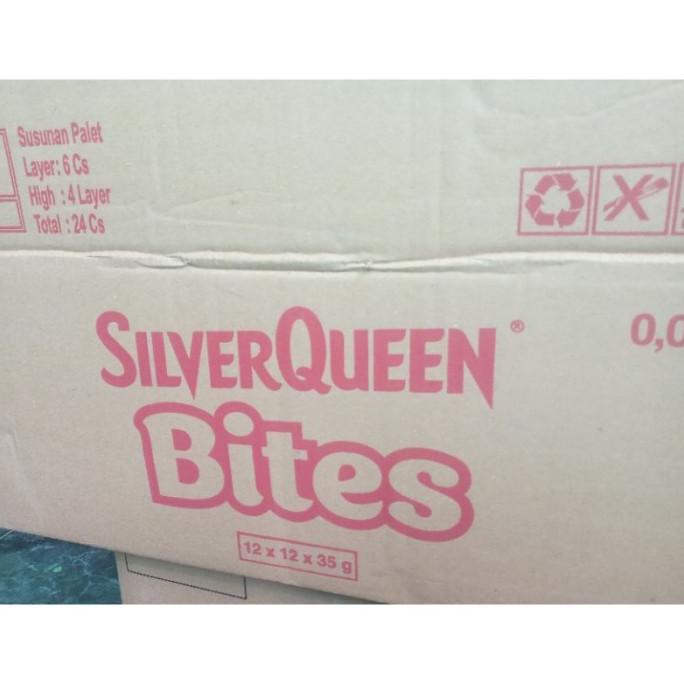 Susunan Palet
Layer: 6 Cs
High : 4 Layer
Total : 24 Cs
SILVERQUEEN®
0,0
Bites
12 x 12 x 35 g